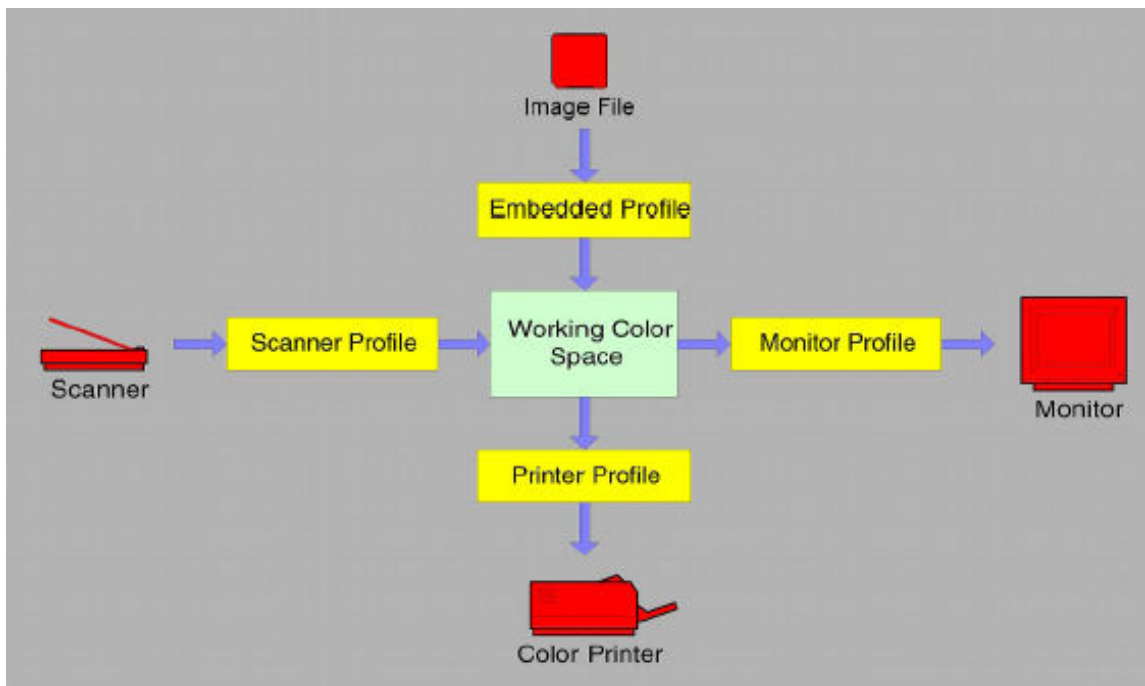 Image File
Embedded Profile
Scanner Profile
Working Color
Space
Monitor Profile
Scanner
Monitor
Printer Profile
Color Printer